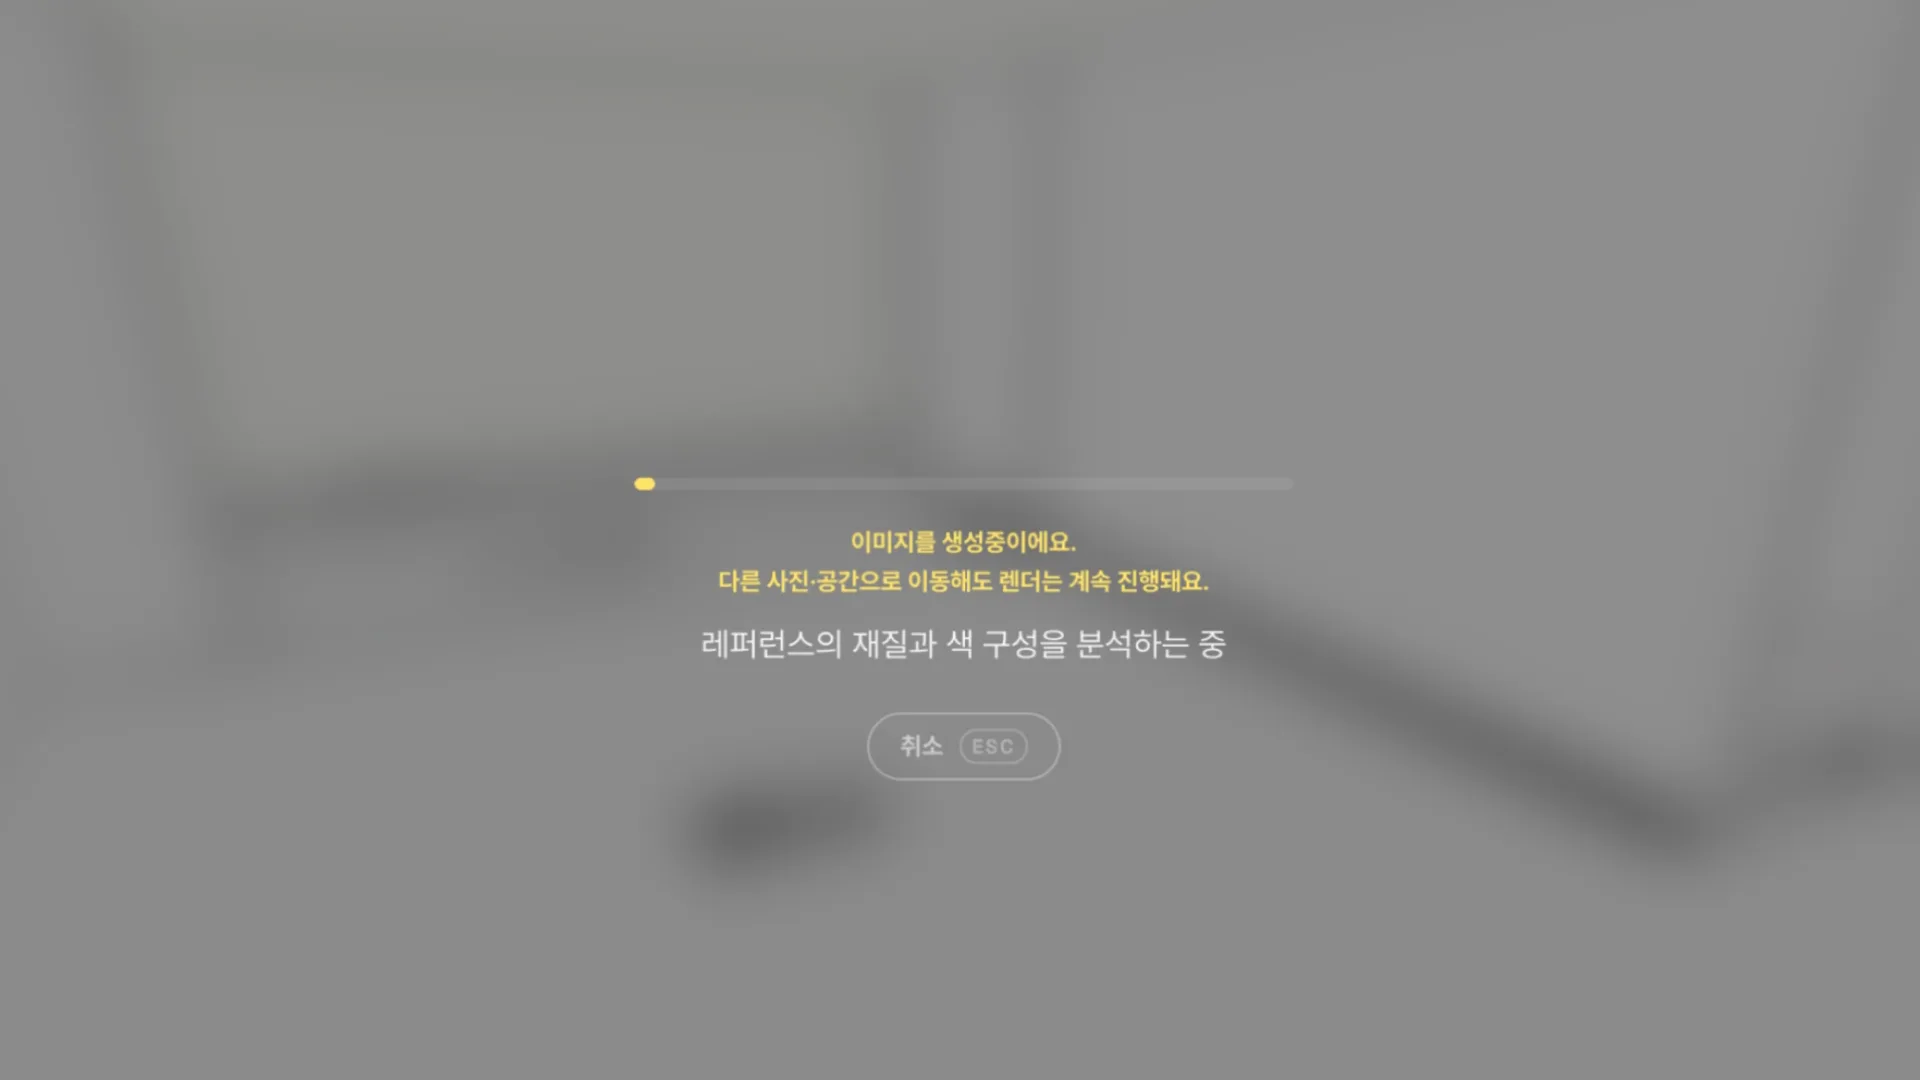 이미지를 생성중이에요.
다른 사진·공간으로 이동해도 렌더는 계속 진행돼요.
레퍼런스의 재질과 색 구성을 분석하는 중
취소 ESC